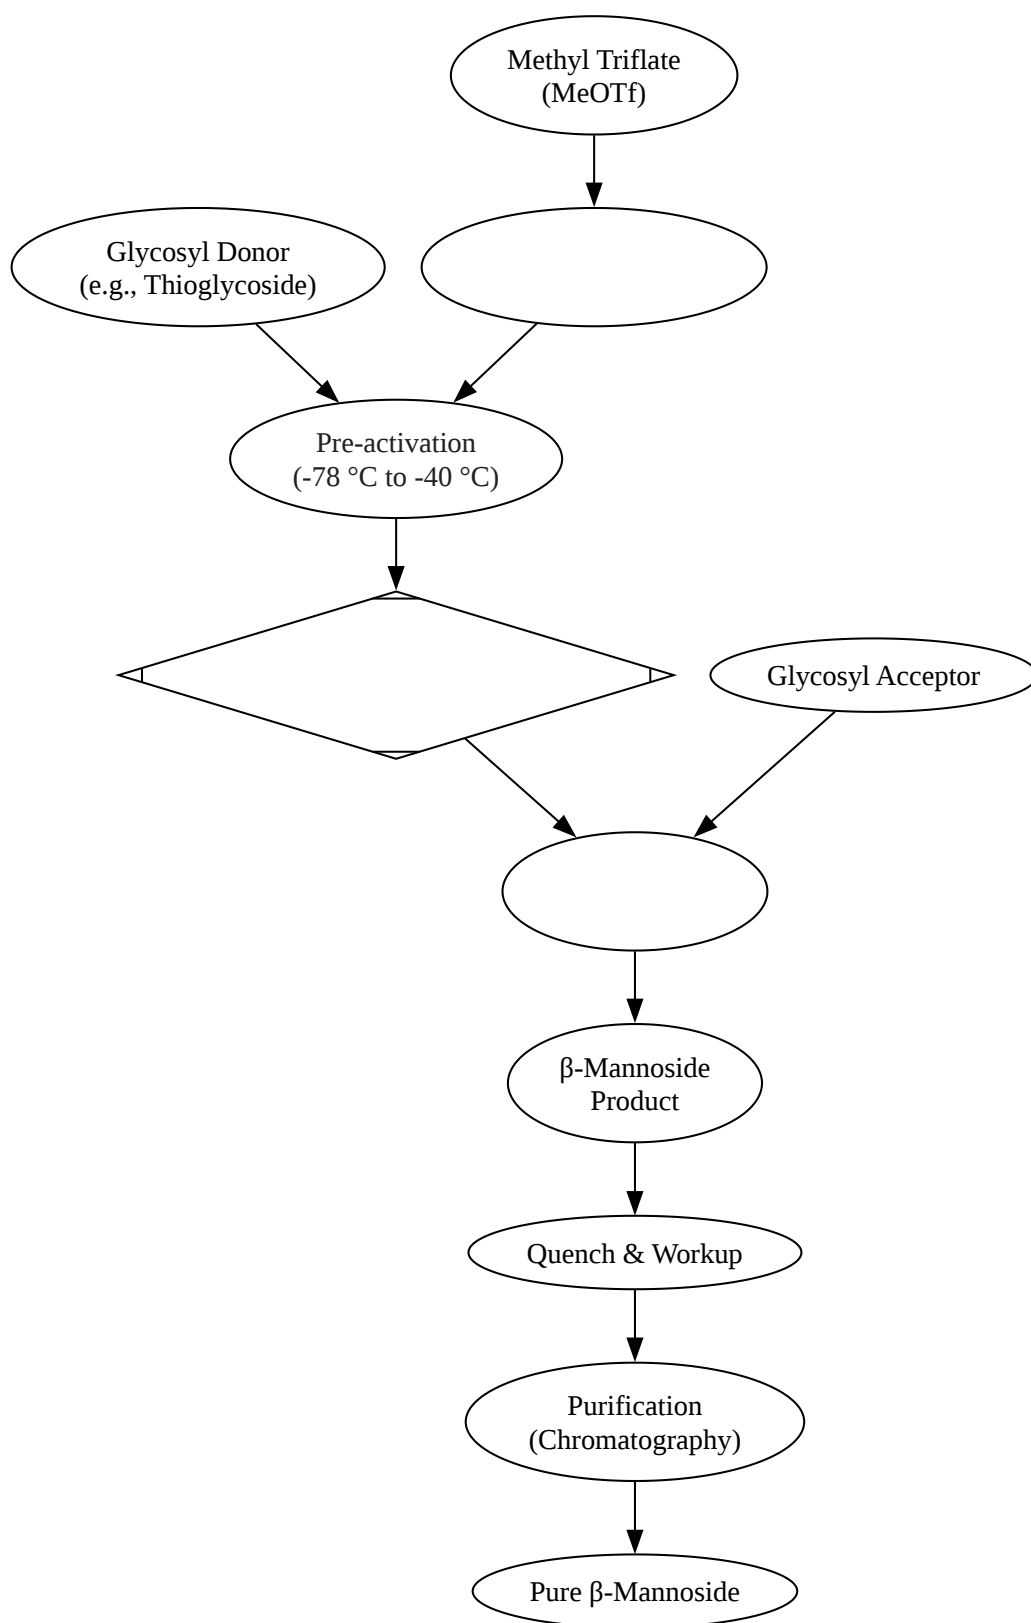 Methyl Triflate
(MeOTf)
Glycosyl Donor
(e.g., Thioglycoside)
Pre-activation
(-78 °C to -40 °C)
Glycosyl Acceptor
β-Mannoside
Product
Quench & Workup
Purification
(Chromatography)
Pure β-Mannoside